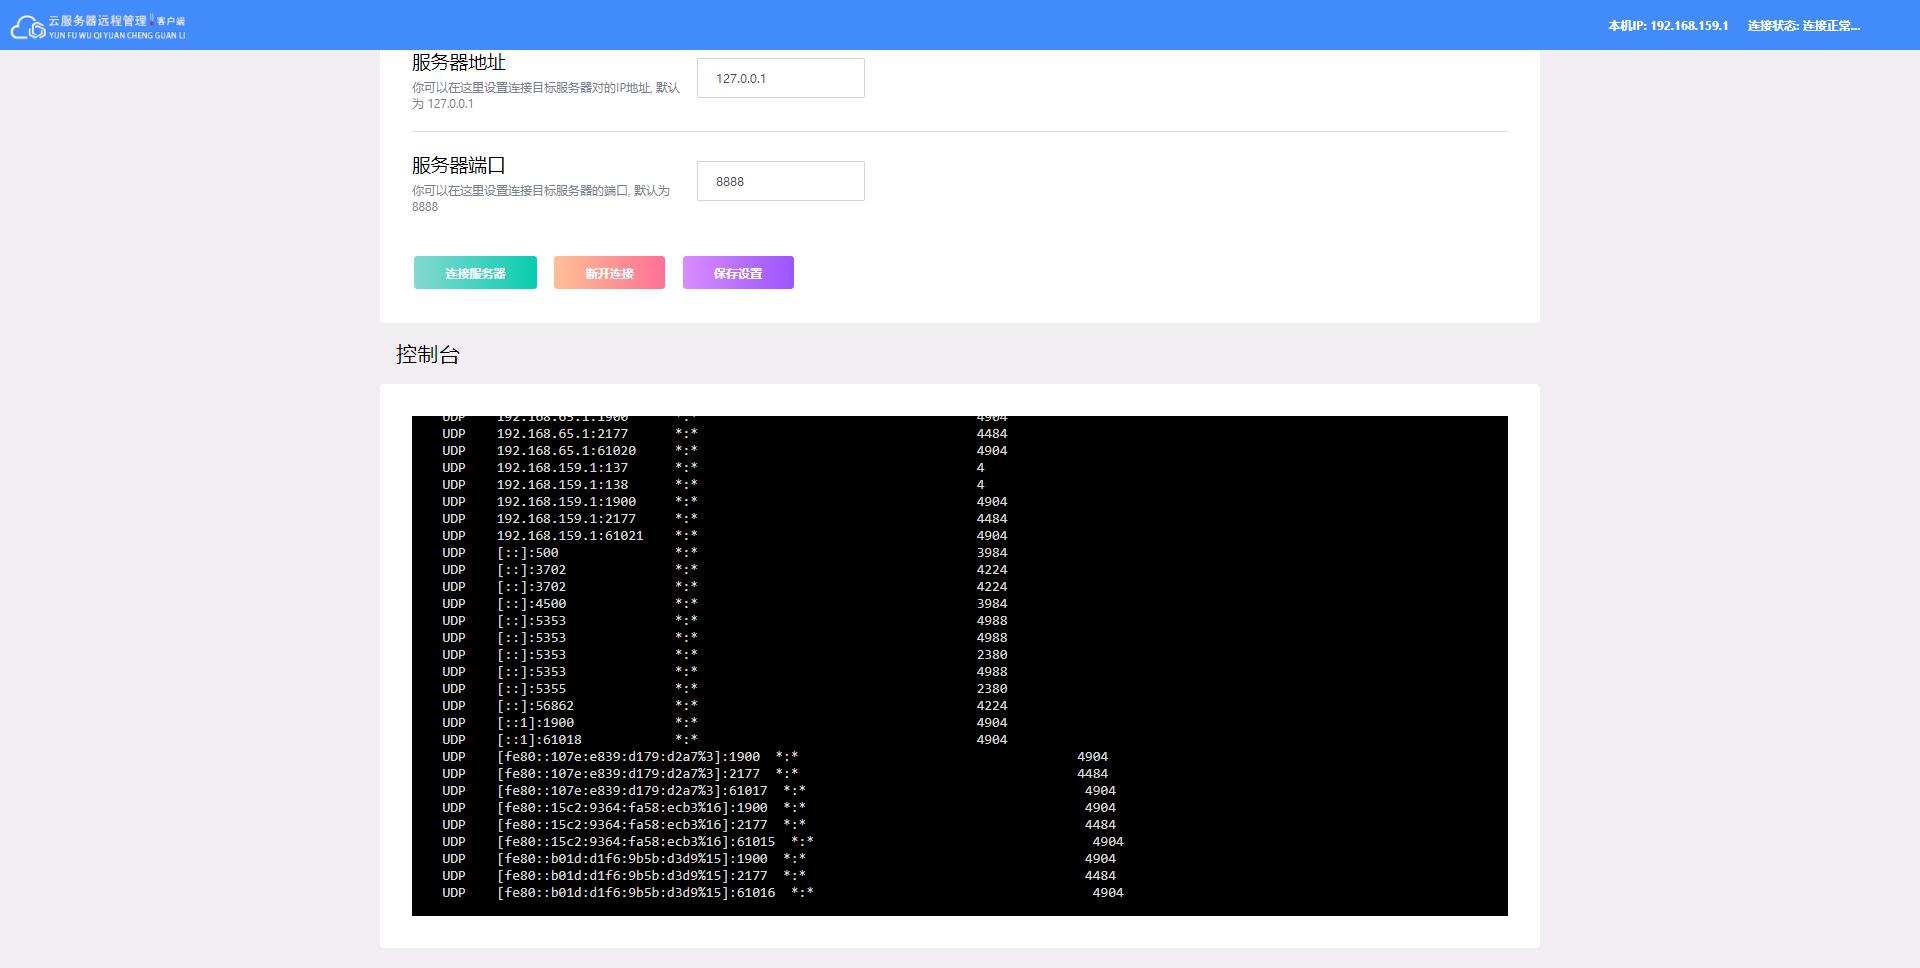 云服务器远程管理 客户端
YUN FU WU QI YUAN CHENG GUAN LI
本机IP: 192.168.159.1 连接状态: 连接正常...
服务器地址
你可以在这里设置连接目标服务器对的IP地址, 默认
为 127.0.0.1
127.0.0.1
服务器端口
你可以在这里设置连接目标服务器的端口, 默认为
8888
8888
连接服务器 断开连接 保存设置
控制台
UDP 192.168.65.1:1900 *:* 4904
UDP 192.168.65.1:2177 *:* 4484
UDP 192.168.65.1:61020 *:* 4904
UDP 192.168.159.1:137 *:* 4
UDP 192.168.159.1:138 *:* 4
UDP 192.168.159.1:1900 *:* 4904
UDP 192.168.159.1:2177 *:* 4484
UDP 192.168.159.1:61021 *:* 4904
UDP [::]:500 *:* 3984
UDP [::]:3702 *:* 4224
UDP [::]:3702 *:* 4224
UDP [::]:4500 *:* 3984
UDP [::]:5353 *:* 4988
UDP [::]:5353 *:* 4988
UDP [::]:5353 *:* 2380
UDP [::]:5353 *:* 4988
UDP [::]:5355 *:* 2380
UDP [::]:56862 *:* 4224
UDP [::1]:1900 *:* 4904
UDP [::1]:61018 *:* 4904
UDP [fe80::107e:e839:d179:d2a7%3]:1900 *:* 4904
UDP [fe80::107e:e839:d179:d2a7%3]:2177 *:* 4484
UDP [fe80::107e:e839:d179:d2a7%3]:61017 *:* 4904
UDP [fe80::15c2:9364:fa58:ecb3%16]:1900 *:* 4904
UDP [fe80::15c2:9364:fa58:ecb3%16]:2177 *:* 4484
UDP [fe80::15c2:9364:fa58:ecb3%16]:61015 *:* 4904
UDP [fe80::b01d:d1f6:9b5b:d3d9%15]:1900 *:* 4904
UDP [fe80::b01d:d1f6:9b5b:d3d9%15]:2177 *:* 4484
UDP [fe80::b01d:d1f6:9b5b:d3d9%15]:61016 *:* 4904